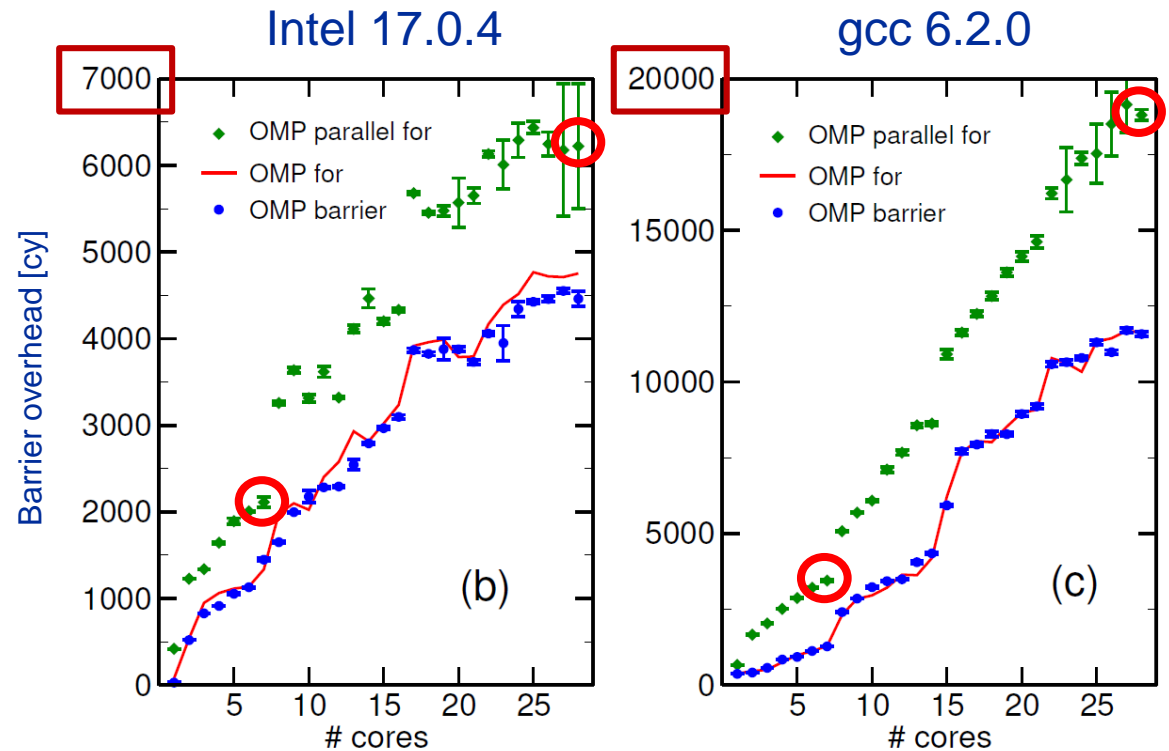 Intel 17.0.4
gcc 6.2.0
Barrier overhead [cy]
7000
6000
5000
4000
3000
2000
1000
0
OMP parallel for
OMP for
OMP barrier
(b)
5 10 15 20 25
# cores
20000
15000
10000
5000
0
OMP parallel for
OMP for
OMP barrier
(c)
5 10 15 20 25
# cores